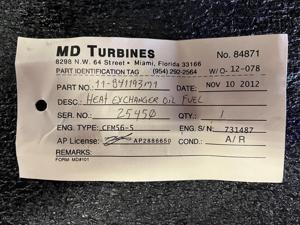 MD TURBINES No. 84871
8298 N.W. 64 Street • Miami, Florida 33166
PART IDENTIFICATION TAG (954) 292-2564 W/O- 12-078
PART NO.: 11-841193m1 DATE: NOV 10 2012
DESC: HEAT EXCHANGER OIL FUEL
SER. NO.: 25450 QTY.: 1
ENG. TYPE: CFM56-5 ENG. S/N: 731487
AP License: AP2886650 COND.: A/R
REMARKS:
FORM: MD#101